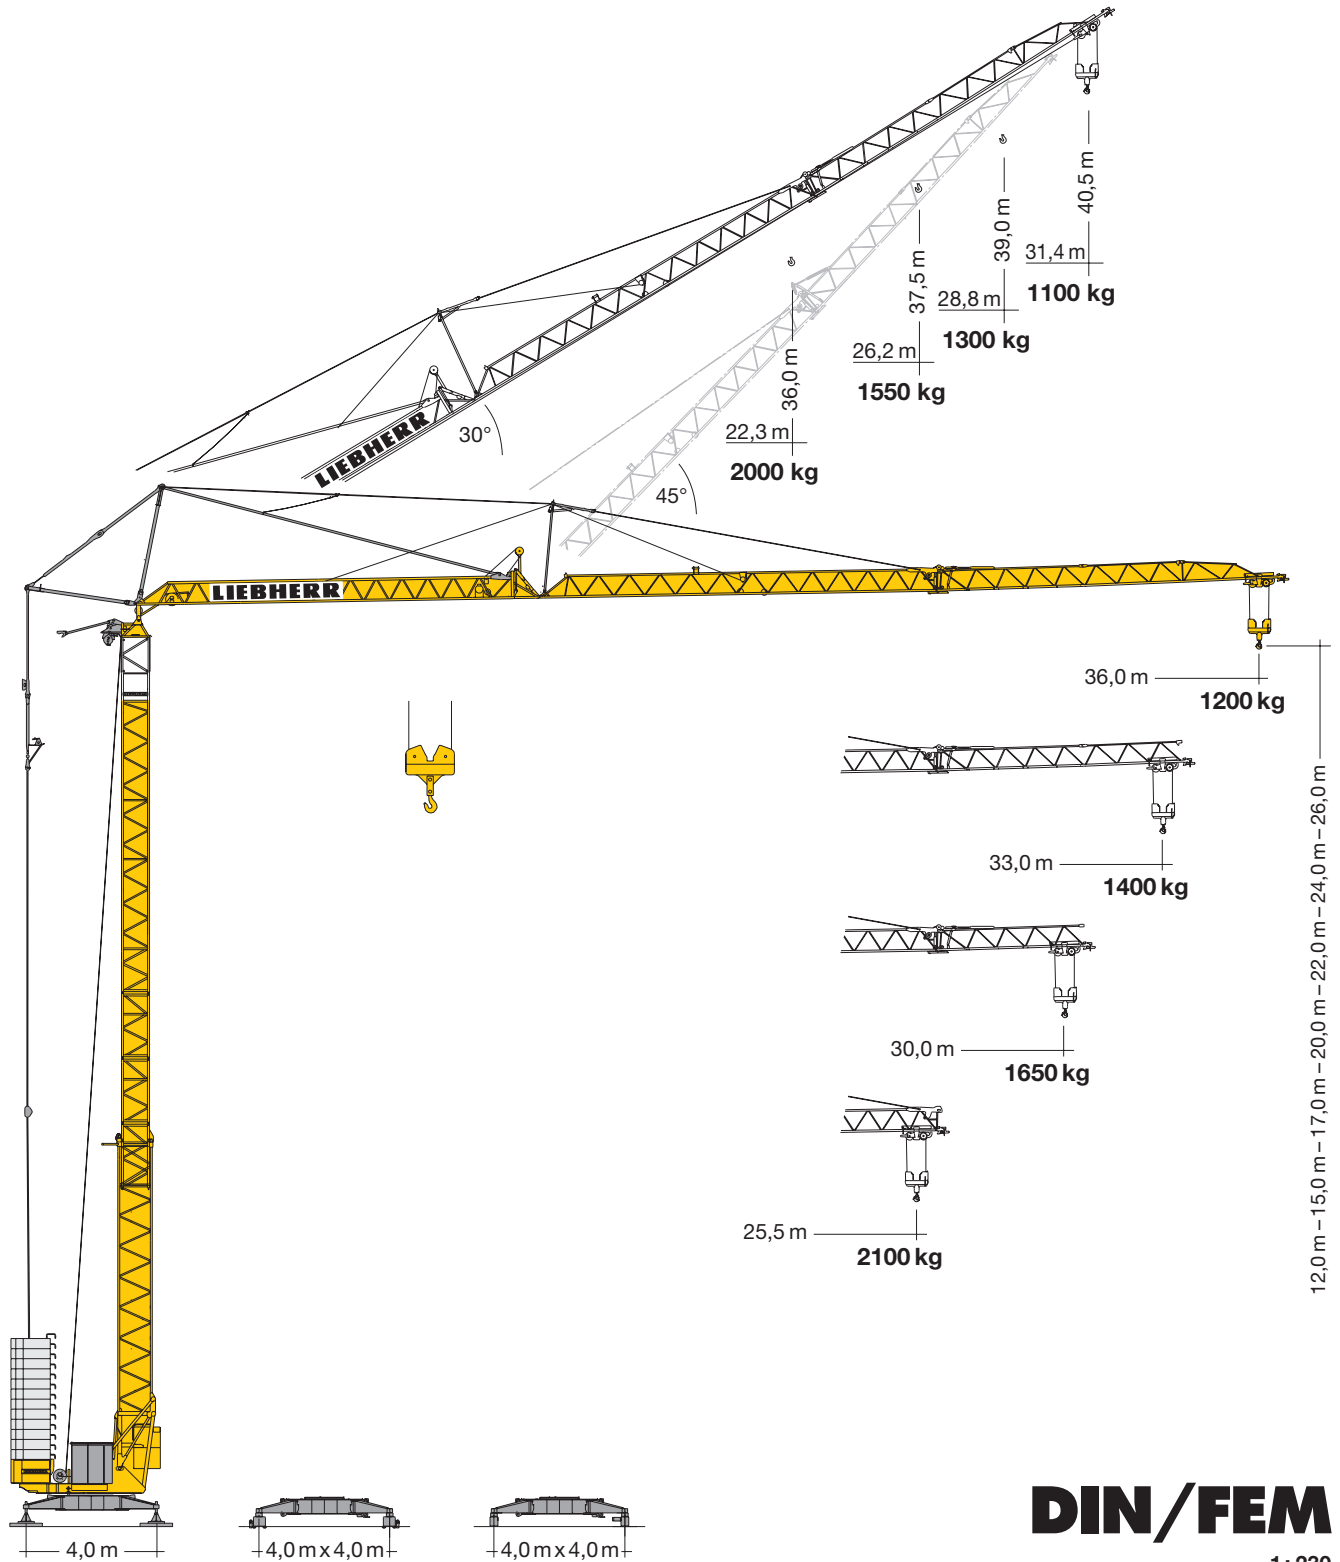 40,5 m
31,4 m
1100 kg
39,0 m
28,8 m
1300 kg
37,5 m
26,2 m
1550 kg
36,0 m
22,3 m
2000 kg
30°
LIEBHERR
45°
LIEBHERR
36,0 m
1200 kg
33,0 m
1400 kg
30,0 m
1650 kg
25,5 m
2100 kg
12,0 m – 15,0 m – 17,0 m – 20,0 m – 22,0 m – 24,0 m – 26,0 m
DIN/FEM
4,0 m
4,0 m x 4,0 m
4,0 m x 4,0 m